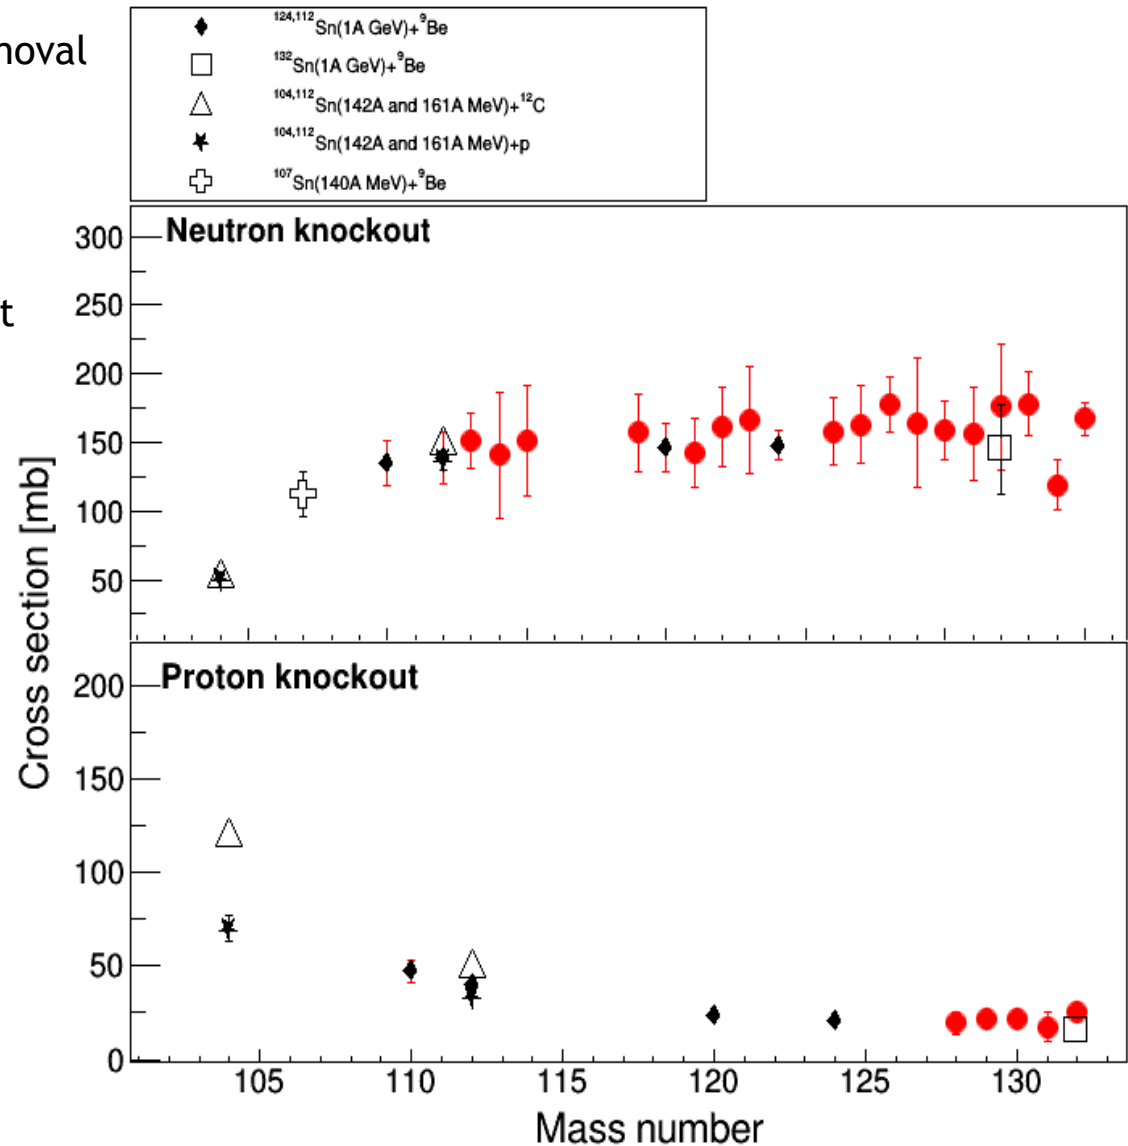 noval
t
¹²⁴,¹¹²Sn(1A GeV)+⁹Be
¹³²Sn(1A GeV)+⁹Be
¹⁰⁴,¹¹²Sn(142A and 161A MeV)+¹²C
¹⁰⁴,¹¹²Sn(142A and 161A MeV)+p
¹⁰⁷Sn(140A MeV)+⁹Be
Neutron knockout
300
250
200
150
100
50
Cross section [mb]
Proton knockout
200
150
100
50
0
105 110 115 120 125 130
Mass number